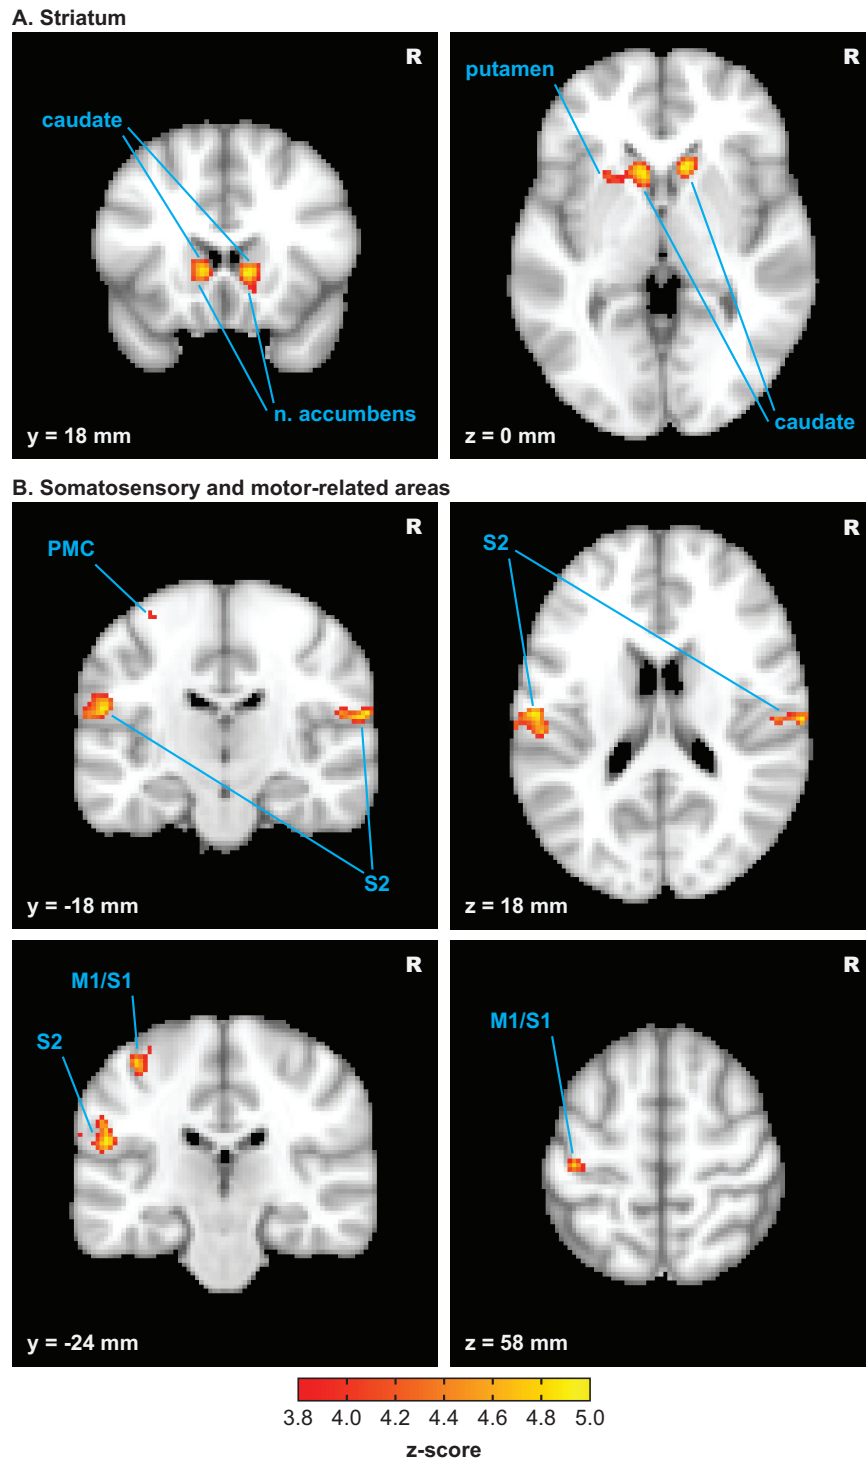 A. Striatum
R
caudate
n. accumbens
y = 18 mm
R
putamen
caudate
z = 0 mm
B. Somatosensory and motor-related areas
R
PMC
S2
y = -18 mm
R
S2
z = 18 mm
R
M1/S1
S2
y = -24 mm
R
M1/S1
z = 58 mm
3.8 4.0 4.2 4.4 4.6 4.8 5.0
z-score